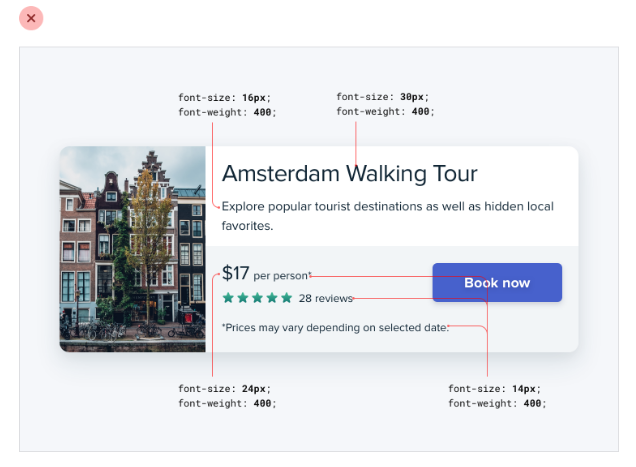 font-size: 16px;
font-weight: 400;
font-size: 30px;
font-weight: 400;
Amsterdam Walking Tour
Explore popular tourist destinations as well as hidden local
favorites.
$17 per person*
Book now
28 reviews
*Prices may vary depending on selected date.
font-size: 24px;
font-weight: 400;
font-size: 14px;
font-weight: 400;